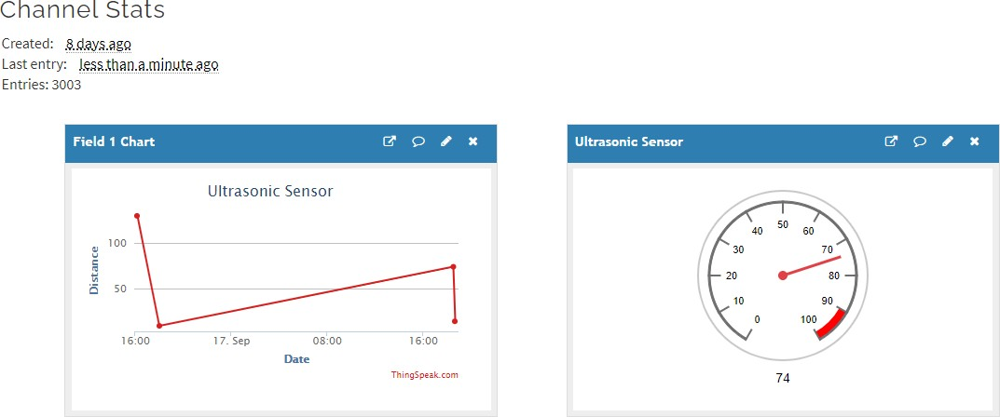 Channel Stats
Created: 8 days ago
Last entry: less than a minute ago
Entries: 3003
Field 1 Chart
Ultrasonic Sensor
Distance
100
50
16:00 17. Sep 08:00 16:00
Date
ThingSpeak.com
Ultrasonic Sensor
0 10 20 30 40 50 60 70 80 90 100
74